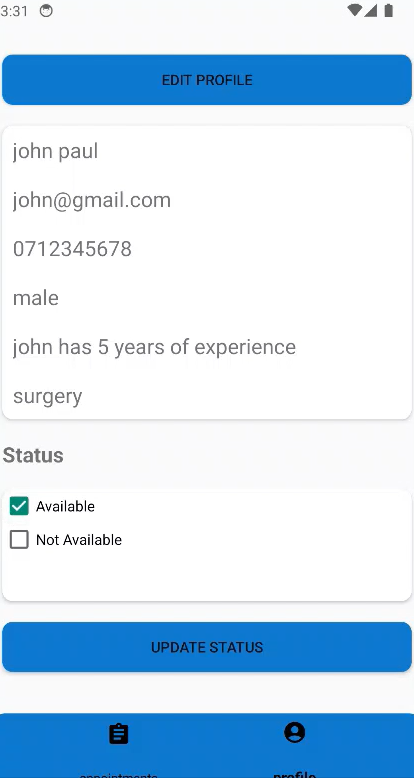 3:31
EDIT PROFILE
john paul
john@gmail.com
0712345678
male
john has 5 years of experience
surgery
Status
Available
Not Available
UPDATE STATUS
appointments
profile